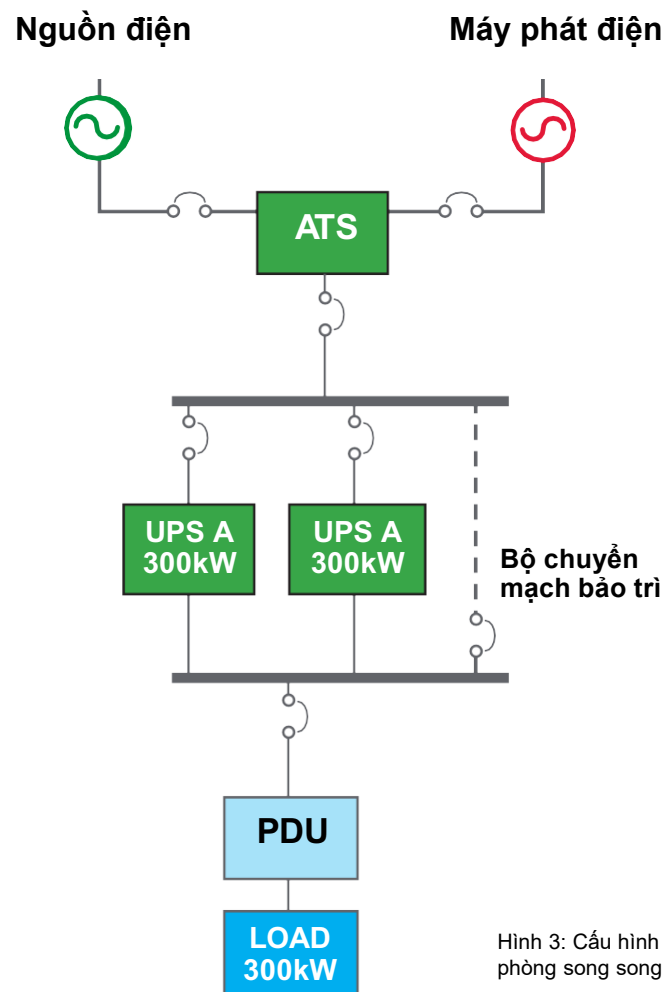 Nguồn điện
Máy phát điện
ATS
UPS A
300kW
UPS A
300kW
Bộ chuyển
mạch bảo trì
PDU
LOAD
300kW
Hình 3: Cấu hình
phòng song song